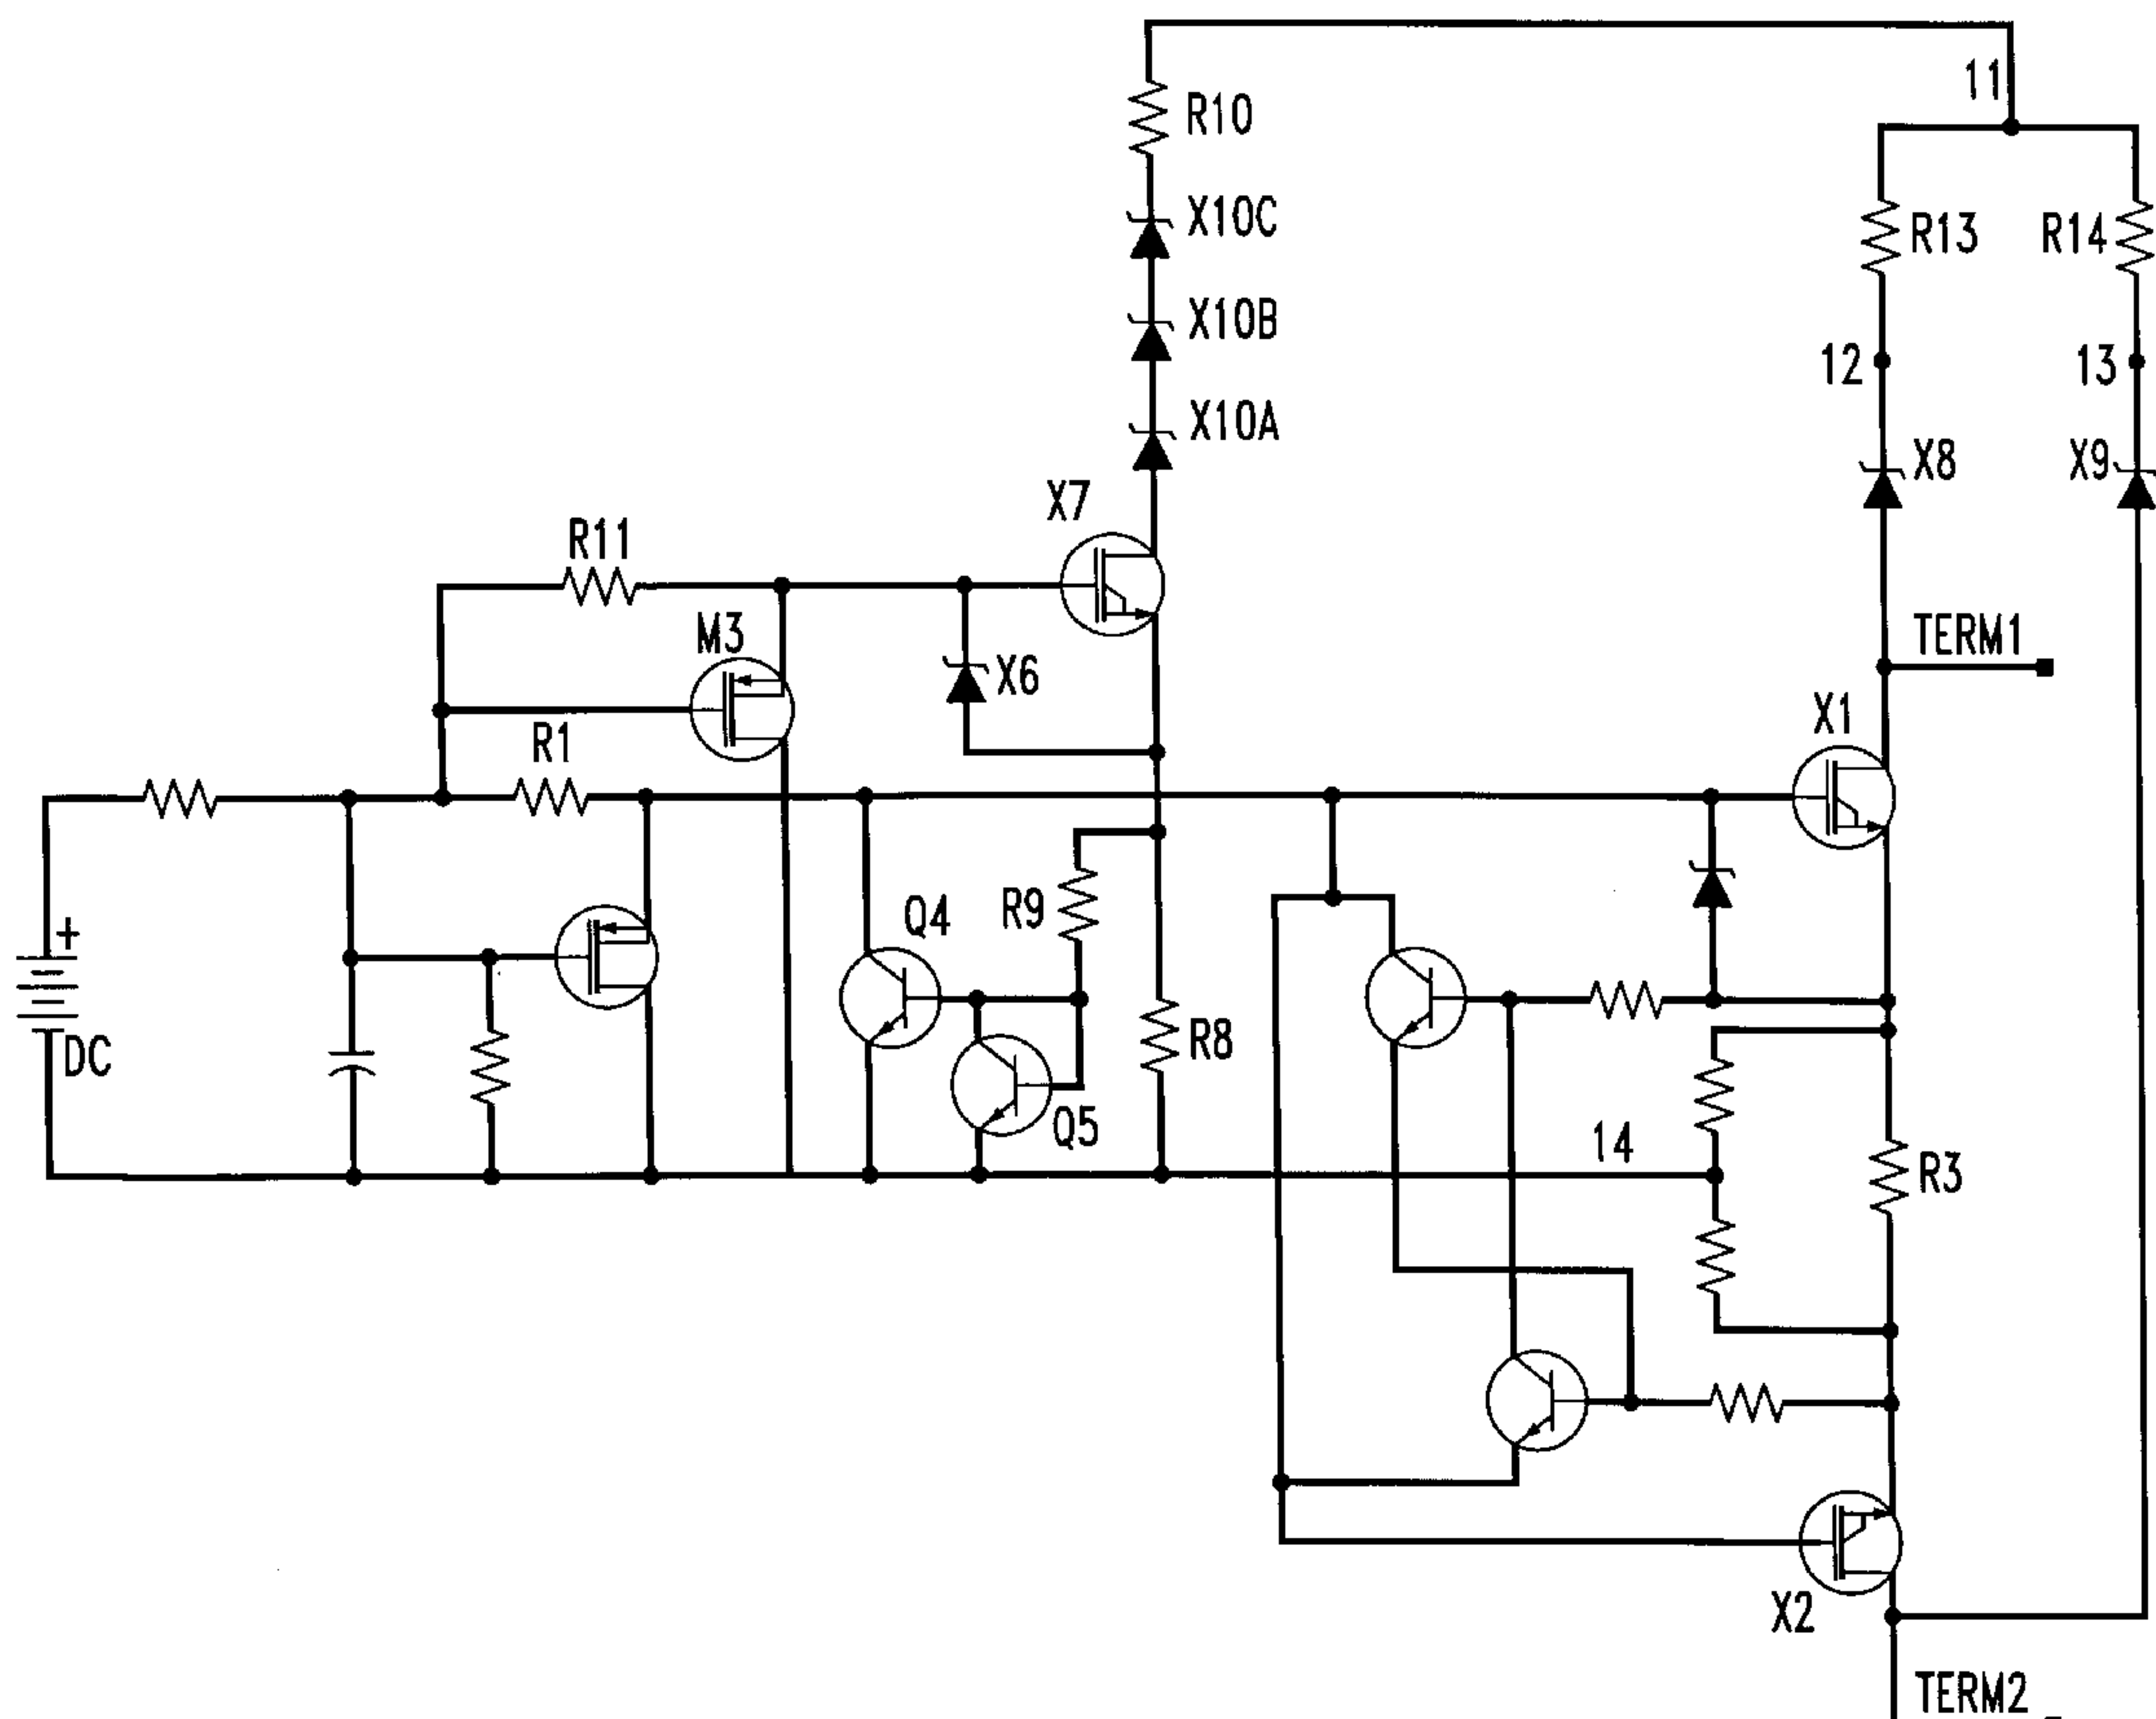 11
R10
X10C
R13
R14
X10B
12
13
X10A
X8
X9
X7
R11
M3
X6
TERM1
R1
X1
Q4
R9
+
DC
R8
Q5
14
R3
X2
TERM2